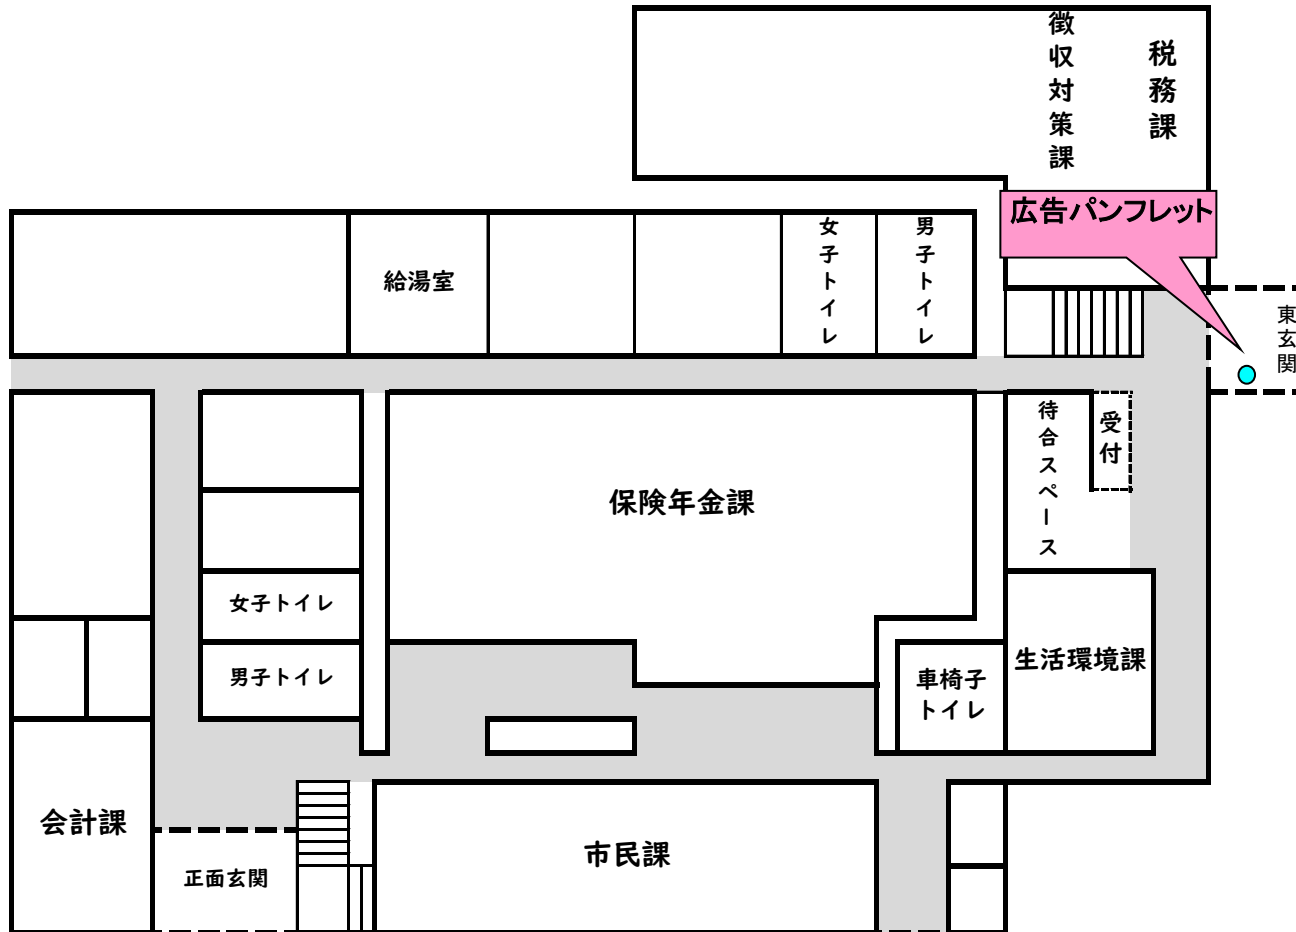 徴収対策課
税務課
広告パンフレット
東玄関
給湯室
女子トイレ
男子トイレ
待合スペース
受付
保険年金課
女子トイレ
男子トイレ
車椅子
トイレ
生活環境課
会計課
正面玄関
市民課